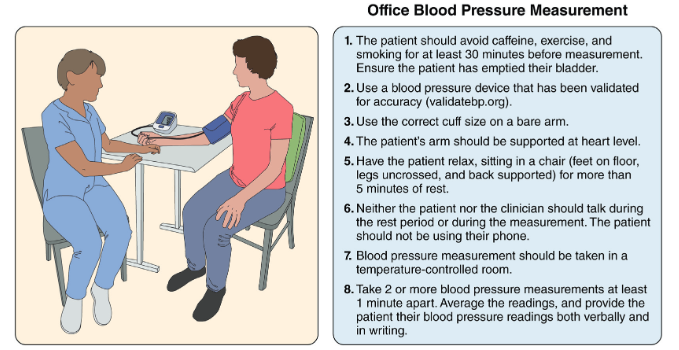 Office Blood Pressure Measurement
1. The patient should avoid caffeine, exercise, and
smoking for at least 30 minutes before measurement.
Ensure the patient has emptied their bladder.
2. Use a blood pressure device that has been validated
for accuracy (validatebp.org).
3. Use the correct cuff size on a bare arm.
4. The patient's arm should be supported at heart level.
5. Have the patient relax, sitting in a chair (feet on floor,
legs uncrossed, and back supported) for more than
5 minutes of rest.
6. Neither the patient nor the clinician should talk during
the rest period or during the measurement. The patient
should not be using their phone.
7. Blood pressure measurement should be taken in a
temperature-controlled room.
8. Take 2 or more blood pressure measurements at least
1 minute apart. Average the readings, and provide the
patient their blood pressure readings both verbally and
in writing.